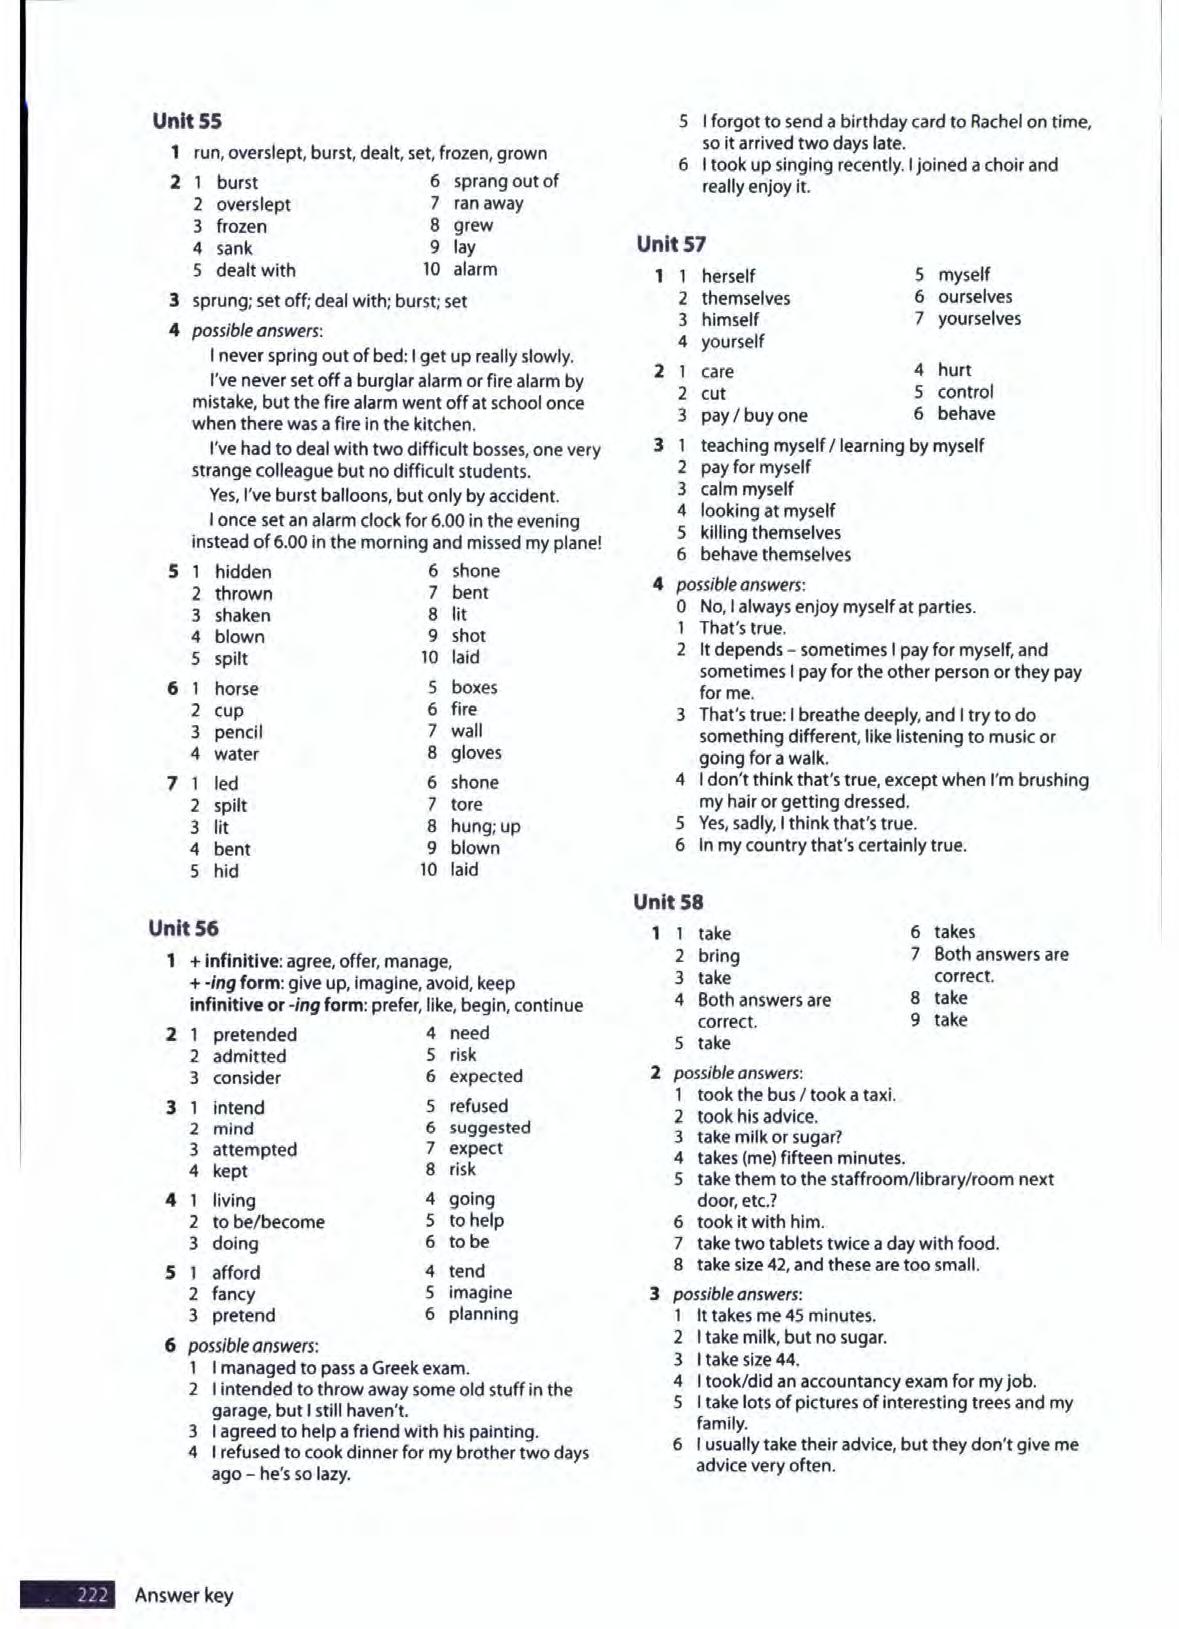 Unit 55
1 run, overslept, burst, dealt, set, frozen, grown
2 1 burst
2 overslept
3 frozen
4 sank
5 dealt with
6 sprang out of
7 ran away
8 grew
9 lay
10 alarm
3 sprung; set off; deal with; burst; set
4 possible answers:
I never spring out of bed: I get up really slowly.
I've never set off a burglar alarm or fire alarm by
mistake, but the fire alarm went off at school once
when there was a fire in the kitchen.
I've had to deal with two difficult bosses, one very
strange colleague but no difficult students.
Yes, I've burst balloons, but only by accident.
I once set an alarm clock for 6.00 in the evening
instead of 6.00 in the morning and missed my plane!
5 1 hidden
2 thrown
3 shaken
4 blown
5 spilt
6 shone
7 bent
8 lit
9 shot
10 laid
6 1 horse
2 cup
3 pencil
4 water
5 boxes
6 fire
7 wall
8 gloves
7 1 led
2 spilt
3 lit
4 bent
5 hid
6 shone
7 tore
8 hung; up
9 blown
10 laid
Unit 56
1 + infinitive: agree, offer, manage,
+ -ing form: give up, imagine, avoid, keep
infinitive or -ing form: prefer, like, begin, continue
2 1 pretended
2 admitted
3 consider
4 need
5 risk
6 expected
3 1 intend
2 mind
3 attempted
4 kept
5 refused
6 suggested
7 expect
8 risk
4 1 living
2 to be/become
3 doing
4 going
5 to help
6 to be
5 1 afford
2 fancy
3 pretend
4 tend
5 imagine
6 planning
6 possible answers:
1 I managed to pass a Greek exam.
2 I intended to throw away some old stuff in the
garage, but I still haven't.
3 I agreed to help a friend with his painting.
4 I refused to cook dinner for my brother two days
ago – he's so lazy.
5 I forgot to send a birthday card to Rachel on time,
so it arrived two days late.
6 I took up singing recently. I joined a choir and
really enjoy it.
Unit 57
1 1 herself
2 themselves
3 himself
4 yourself
5 myself
6 ourselves
7 yourselves
2 1 care
2 cut
3 pay / buy one
4 hurt
5 control
6 behave
3 1 teaching myself / learning by myself
2 pay for myself
3 calm myself
4 looking at myself
5 killing themselves
6 behave themselves
4 possible answers:
0 No, I always enjoy myself at parties.
1 That's true.
2 It depends – sometimes I pay for myself, and
sometimes I pay for the other person or they pay
for me.
3 That's true: I breathe deeply, and I try to do
something different, like listening to music or
going for a walk.
4 I don't think that's true, except when I'm brushing
my hair or getting dressed.
5 Yes, sadly, I think that's true.
6 In my country that's certainly true.
Unit 58
1 1 take
2 bring
3 take
4 Both answers are
correct.
5 take
6 takes
7 Both answers are
correct.
8 take
9 take
2 possible answers:
1 took the bus / took a taxi.
2 took his advice.
3 take milk or sugar?
4 takes (me) fifteen minutes.
5 take them to the staffroom/library/room next
door, etc.?
6 took it with him.
7 take two tablets twice a day with food.
8 take size 42, and these are too small.
3 possible answers:
1 It takes me 45 minutes.
2 I take milk, but no sugar.
3 I take size 44.
4 I took/did an accountancy exam for my job.
5 I take lots of pictures of interesting trees and my
family.
6 I usually take their advice, but they don't give me
advice very often.
222 Answer key